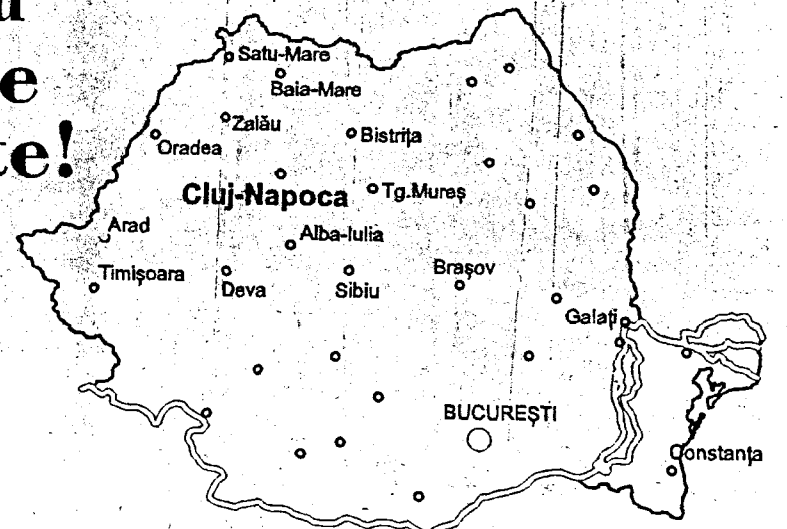 te!
Satu-Mare
Baia-Mare
Zalău
Bistrița
Oradea
Cluj-Napoca
Tg.Mureș
Arad
Alba-Iulia
Timișoara
Deva
Sibiu
Brașov
Galați
BUCUREȘTI
Constanța